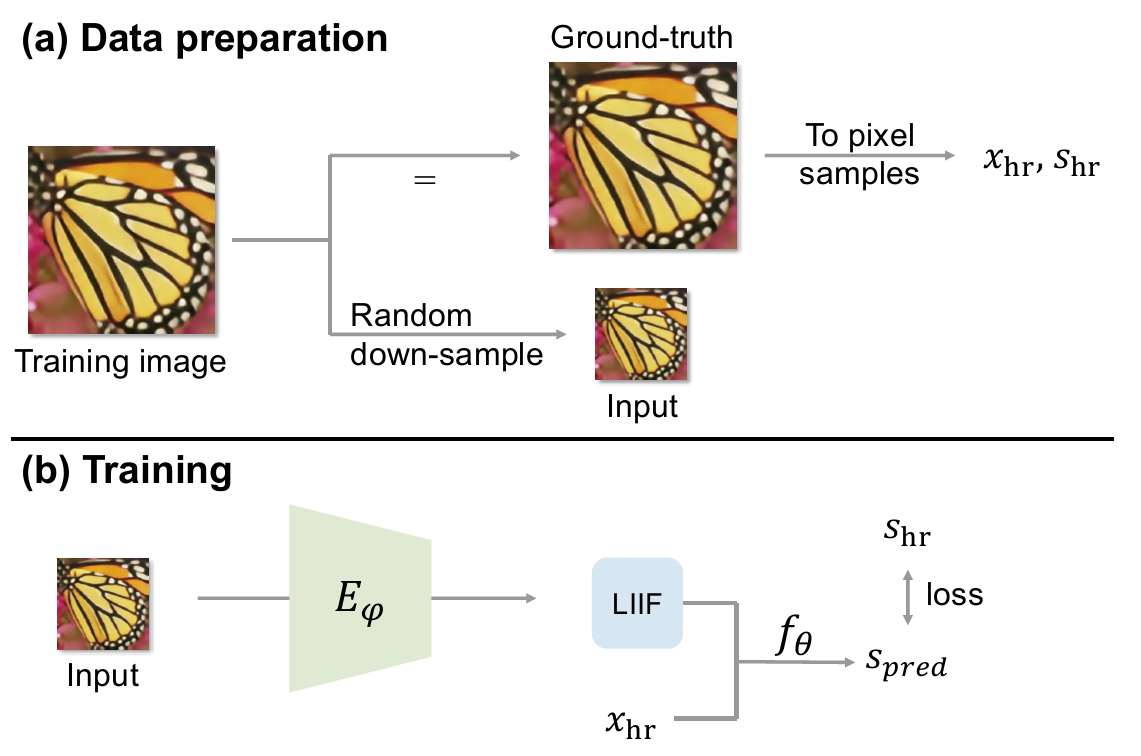 (a) Data preparation
Ground-truth
To pixel
samples
x_hr, s_hr
=
Training image
Random
down-sample
Input
(b) Training
Input
E_φ
LIIF
x_hr
f_θ
s_hr
loss
s_pred